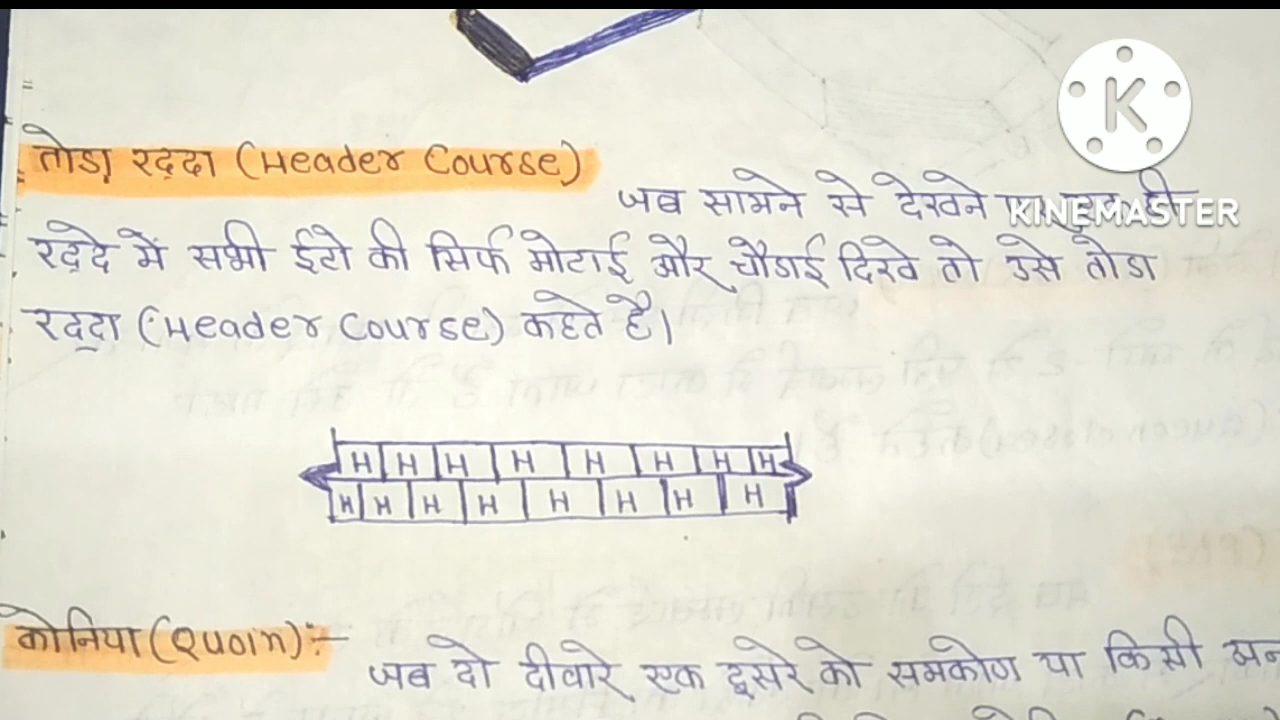 तोडा रद्दा (Header Course)
K
जब सामने से देखने
KINEMASTER
रद्दे में सभी ईटो की सिर्फ मोटाई और चौडाई दिखे तो उसे तोडा
रद्दा (Header Course) कहते है।
H H H H H H H H
H H H H H H H H
कोनिया (Quoin):-
जब दो दीवारे एक दूसरे को समकोण या किसी